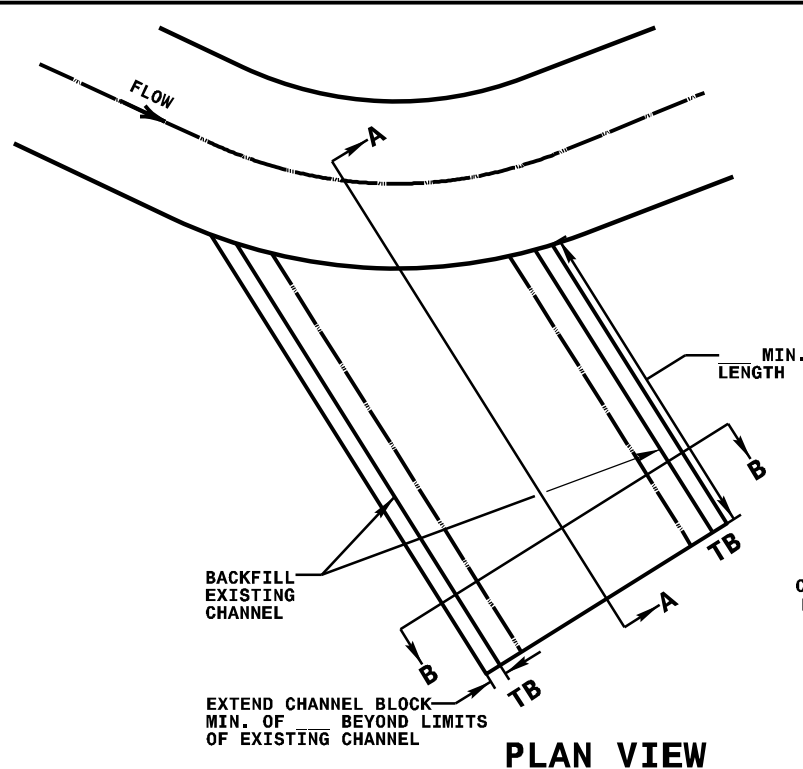 FLOW
A
___ MIN.
LENGTH
B
TB
BACKFILL
EXISTING
CHANNEL
A
B
TB
EXTEND CHANNEL BLOCK
MIN. OF ___ BEYOND LIMITS
OF EXISTING CHANNEL
PLAN VIEW